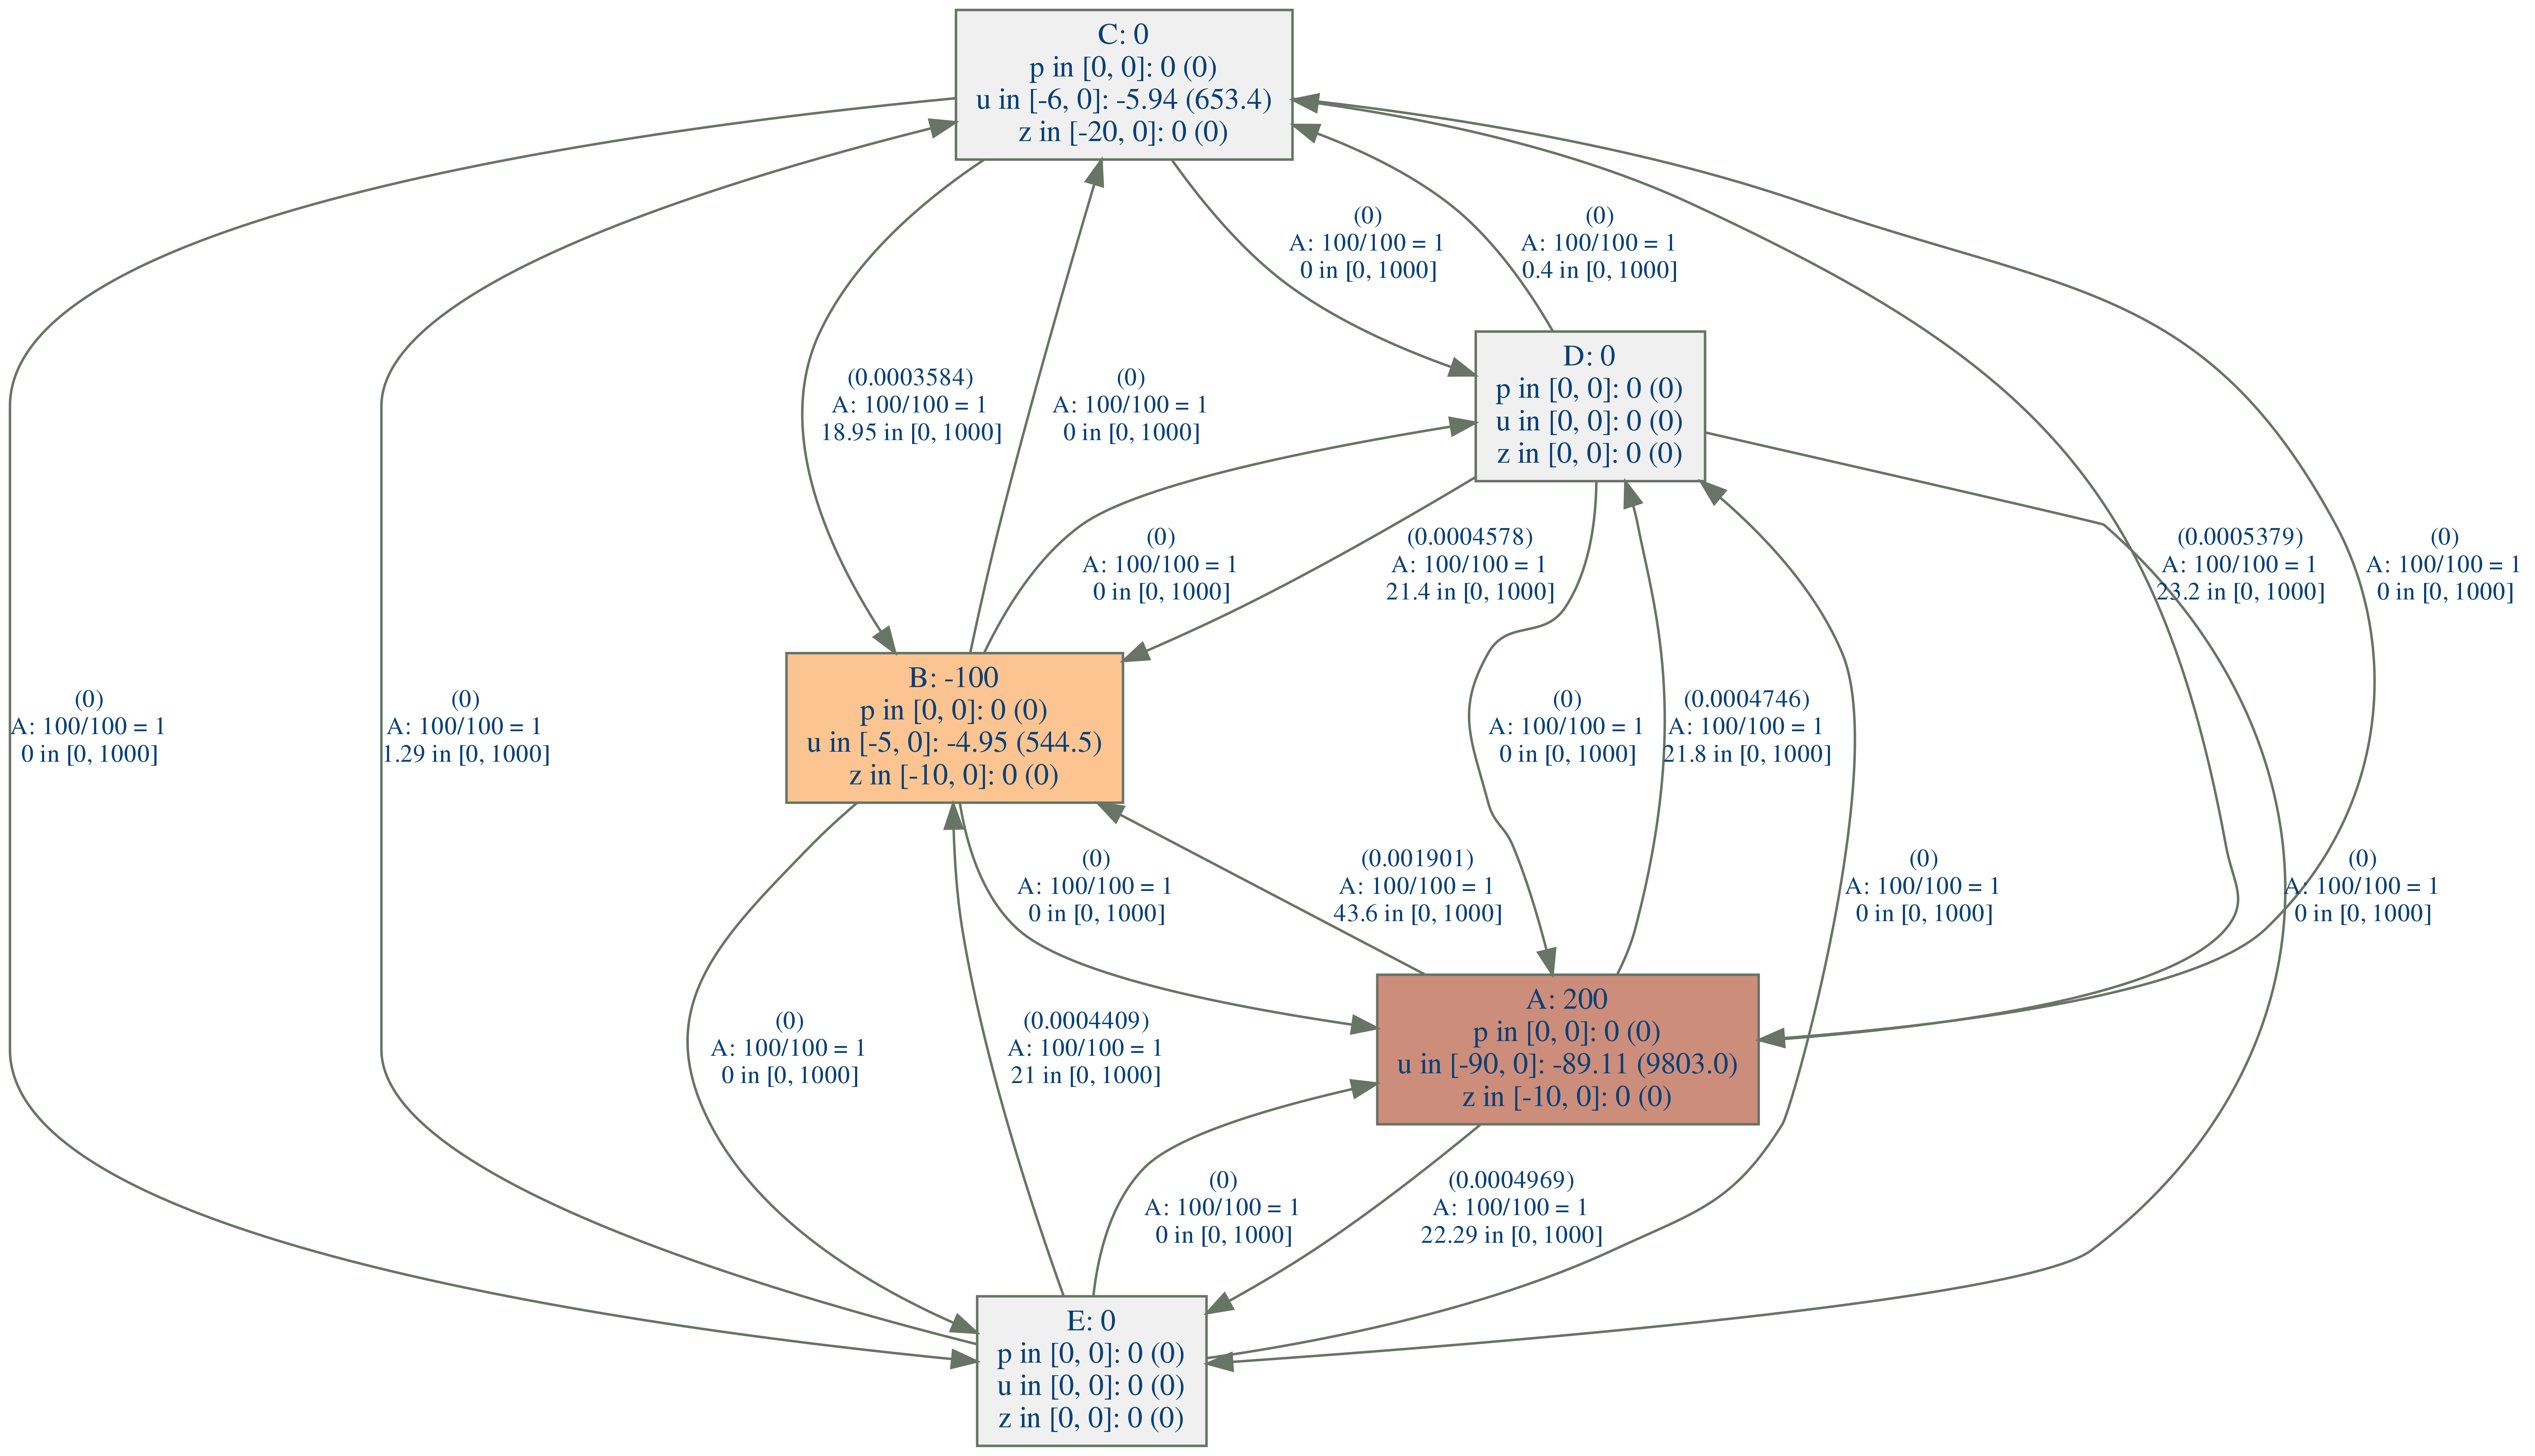 C: 0
p in [0, 0]: 0 (0)
u in [-6, 0]: -5.94 (653.4)
z in [-20, 0]: 0 (0)
(0)
A: 100/100 = 1
0 in [0, 1000]
(0)
A: 100/100 = 1
0.4 in [0, 1000]
D: 0
p in [0, 0]: 0 (0)
u in [0, 0]: 0 (0)
z in [0, 0]: 0 (0)
(0.0003584)
A: 100/100 = 1
18.95 in [0, 1000]
(0)
A: 100/100 = 1
0 in [0, 1000]
(0)
A: 100/100 = 1
0 in [0, 1000]
(0.0004578)
A: 100/100 = 1
21.4 in [0, 1000]
(0.0005379)
A: 100/100 = 1
23.2 in [0, 1000]
(0)
A: 100/100 = 1
0 in [0, 1000]
(0)
A: 100/100 = 1
0 in [0, 1000]
(0)
A: 100/100 = 1
1.29 in [0, 1000]
B: -100
p in [0, 0]: 0 (0)
u in [-5, 0]: -4.95 (544.5)
z in [-10, 0]: 0 (0)
(0)
A: 100/100 = 1
0 in [0, 1000]
(0.0004746)
A: 100/100 = 1
21.8 in [0, 1000]
(0)
A: 100/100 = 1
0 in [0, 1000]
(0.001901)
A: 100/100 = 1
43.6 in [0, 1000]
(0)
A: 100/100 = 1
0 in [0, 1000]
(0)
A: 100/100 = 1
0 in [0, 1000]
(0)
A: 100/100 = 1
0 in [0, 1000]
(0.0004409)
A: 100/100 = 1
21 in [0, 1000]
A: 200
p in [0, 0]: 0 (0)
u in [-90, 0]: -89.11 (9803.0)
z in [-10, 0]: 0 (0)
(0)
A: 100/100 = 1
0 in [0, 1000]
(0.0004969)
A: 100/100 = 1
22.29 in [0, 1000]
E: 0
p in [0, 0]: 0 (0)
u in [0, 0]: 0 (0)
z in [0, 0]: 0 (0)